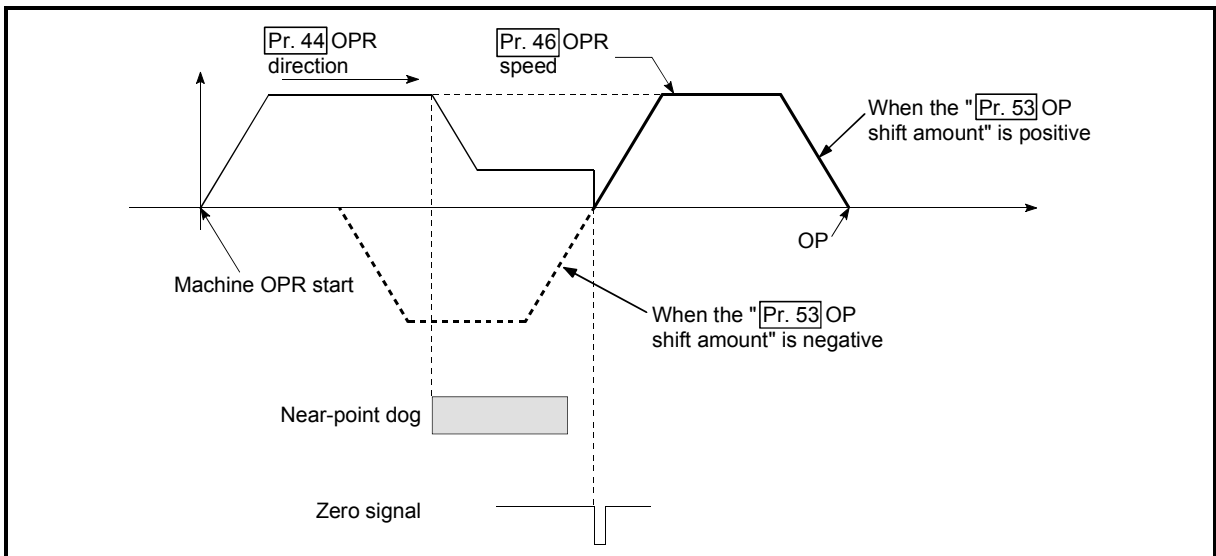 Pr. 44 OPR
direction
Pr. 46 OPR
speed
When the "Pr. 53 OP
shift amount" is positive
OP
Machine OPR start
When the "Pr. 53 OP
shift amount" is negative
Near-point dog
Zero signal